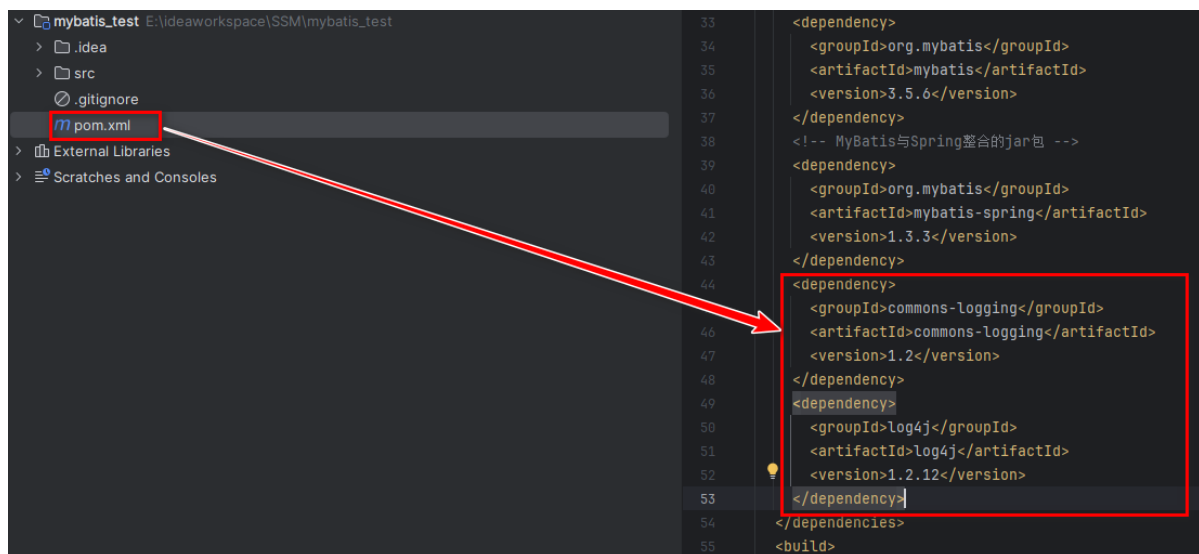 mybatis_test E:\ideaworkspace\SSM\mybatis_test
.idea
src
.gitignore
pom.xml
External Libraries
Scratches and Consoles
33 <dependency>
34 <groupId>org.mybatis</groupId>
35 <artifactId>mybatis</artifactId>
36 <version>3.5.6</version>
37 </dependency>
38 <!-- MyBatis与Spring整合的jar包 -->
39 <dependency>
40 <groupId>org.mybatis</groupId>
41 <artifactId>mybatis-spring</artifactId>
42 <version>1.3.3</version>
43 </dependency>
44 <dependency>
<groupId>commons-logging</groupId>
46 <artifactId>commons-logging</artifactId>
47 <version>1.2</version>
48 </dependency>
49 <dependency>
50 <groupId>log4j</groupId>
51 <artifactId>log4j</artifactId>
52 <version>1.2.12</version>
53 </dependency>
54 </dependencies>
55 <build>